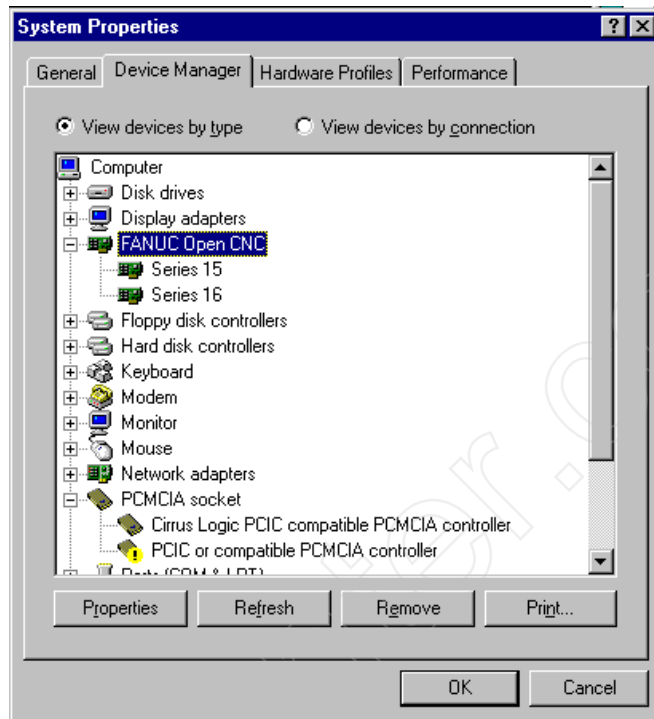 System Properties
General Device Manager Hardware Profiles Performance
View devices by type View devices by connection
Computer
Disk drives
Display adapters
FANUC Open CNC
Series 15
Series 16
Floppy disk controllers
Hard disk controllers
Keyboard
Modem
Monitor
Mouse
Network adapters
PCMCIA socket
Cirrus Logic PCIC compatible PCMCIA controller
PCIC or compatible PCMCIA controller
Ports (COM & LPT)
Properties Refresh Remove Print...
OK Cancel